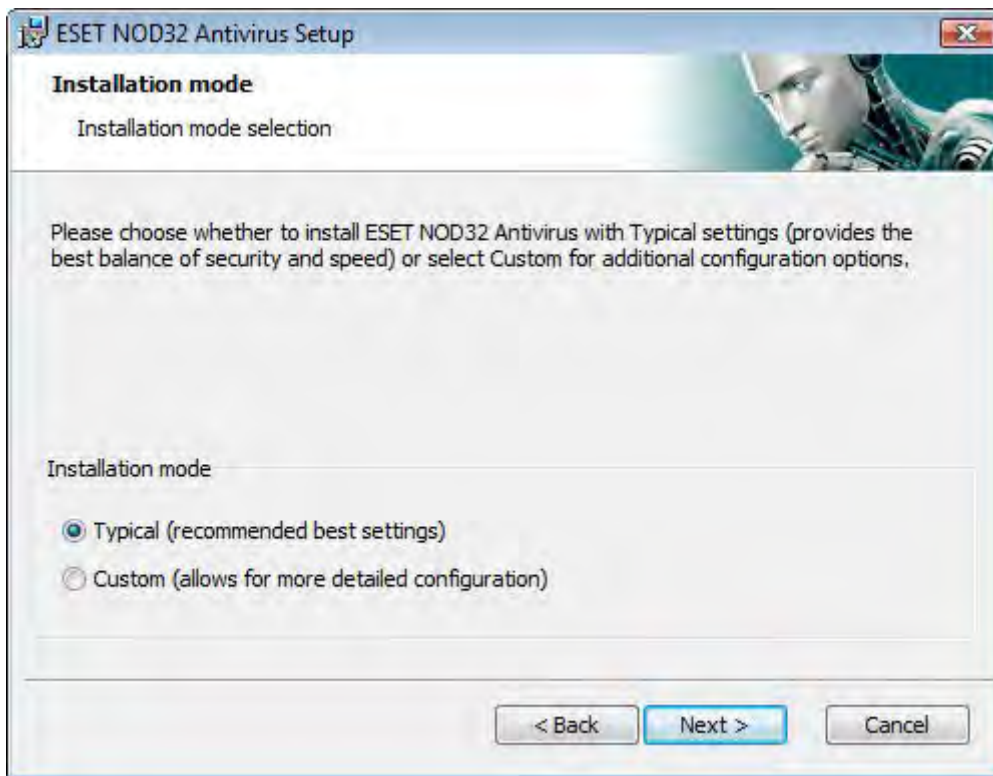 ESET NOD32 Antivirus Setup
Installation mode
Installation mode selection
Please choose whether to install ESET NOD32 Antivirus with Typical settings (provides the
best balance of security and speed) or select Custom for additional configuration options.
Installation mode
Typical (recommended best settings)
Custom (allows for more detailed configuration)
< Back Next > Cancel